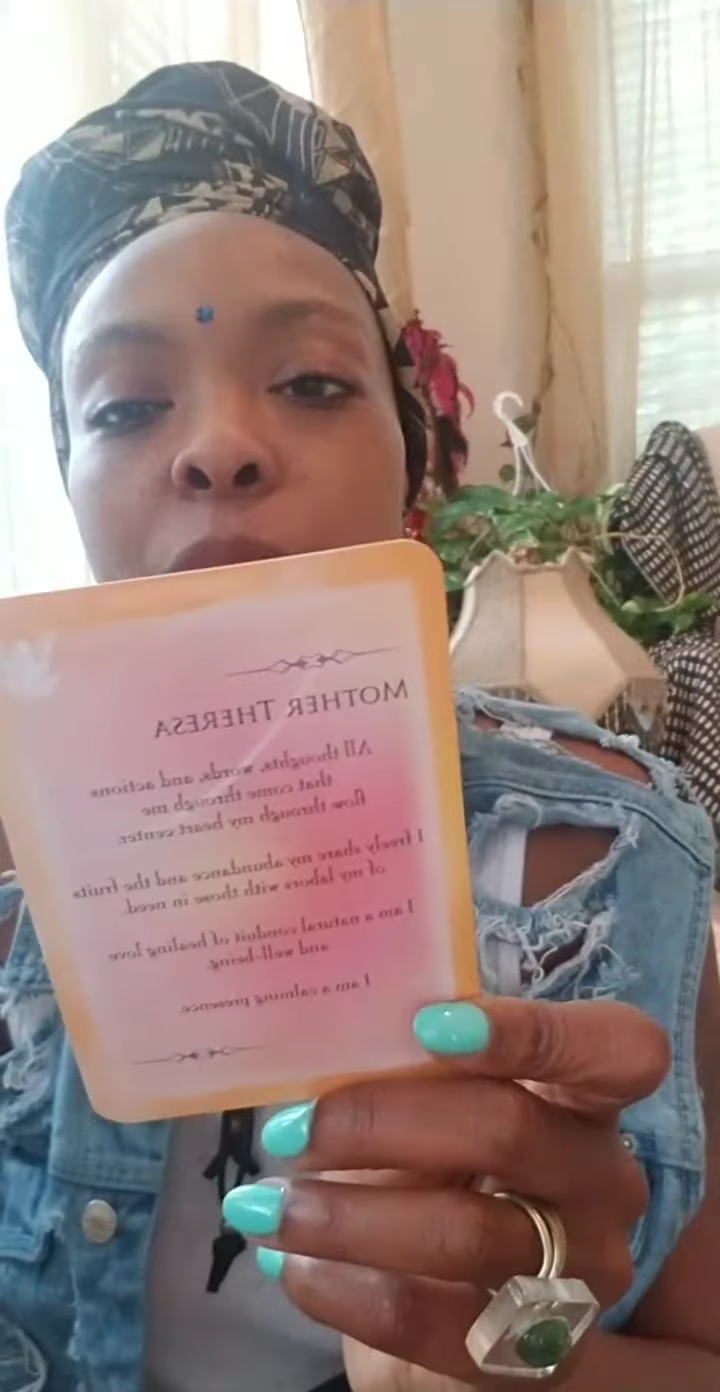 MOTHER THERESA
All thoughts, words, and actions
that come through me
flow through my heart center.
I freely share my abundance and the fruits
of my labors with those in need.
I am a natural conduit of healing love
and well-being.
I am a calming presence.